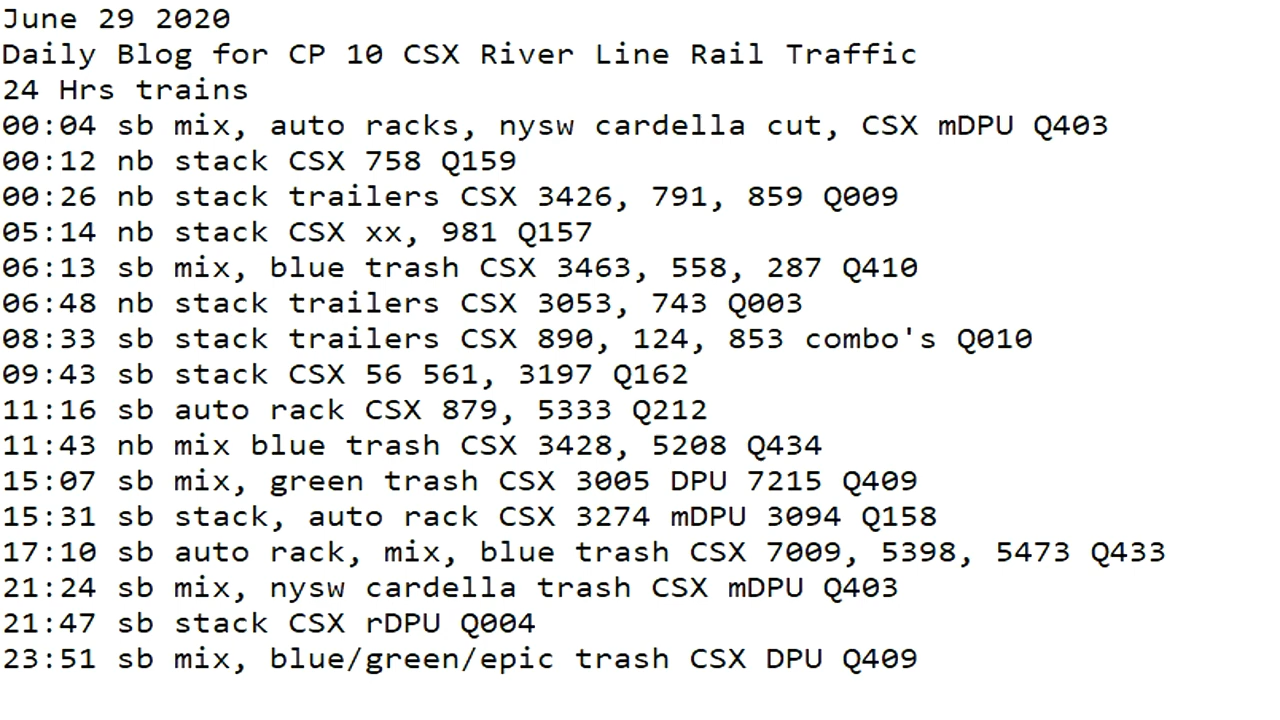 June 29 2020
Daily Blog for CP 10 CSX River Line Rail Traffic
24 Hrs trains
00:04 sb mix, auto racks, nysw cardella cut, CSX mDPU Q403
00:12 nb stack CSX 758 Q159
00:26 nb stack trailers CSX 3426, 791, 859 Q009
05:14 nb stack CSX xx, 981 Q157
06:13 sb mix, blue trash CSX 3463, 558, 287 Q410
06:48 nb stack trailers CSX 3053, 743 Q003
08:33 sb stack trailers CSX 890, 124, 853 combo's Q010
09:43 sb stack CSX 56 561, 3197 Q162
11:16 sb auto rack CSX 879, 5333 Q212
11:43 nb mix blue trash CSX 3428, 5208 Q434
15:07 sb mix, green trash CSX 3005 DPU 7215 Q409
15:31 sb stack, auto rack CSX 3274 mDPU 3094 Q158
17:10 sb auto rack, mix, blue trash CSX 7009, 5398, 5473 Q433
21:24 sb mix, nysw cardella trash CSX mDPU Q403
21:47 sb stack CSX rDPU Q004
23:51 sb mix, blue/green/epic trash CSX DPU Q409